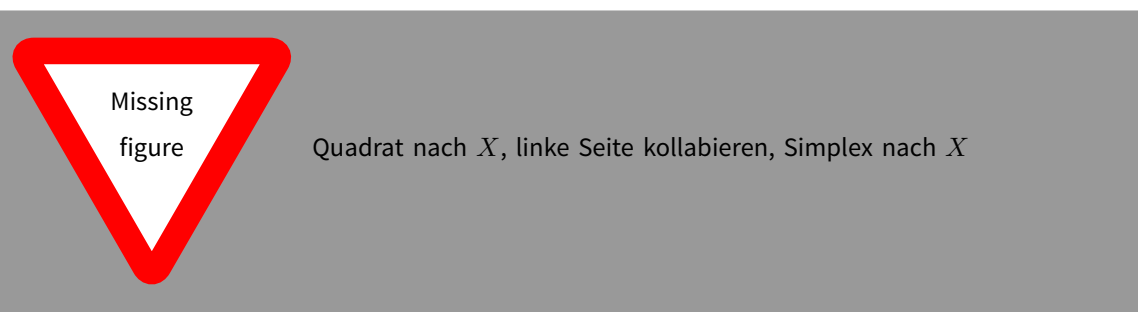 Missing
figure
Quadrat nach X, linke Seite kollabieren, Simplex nach X